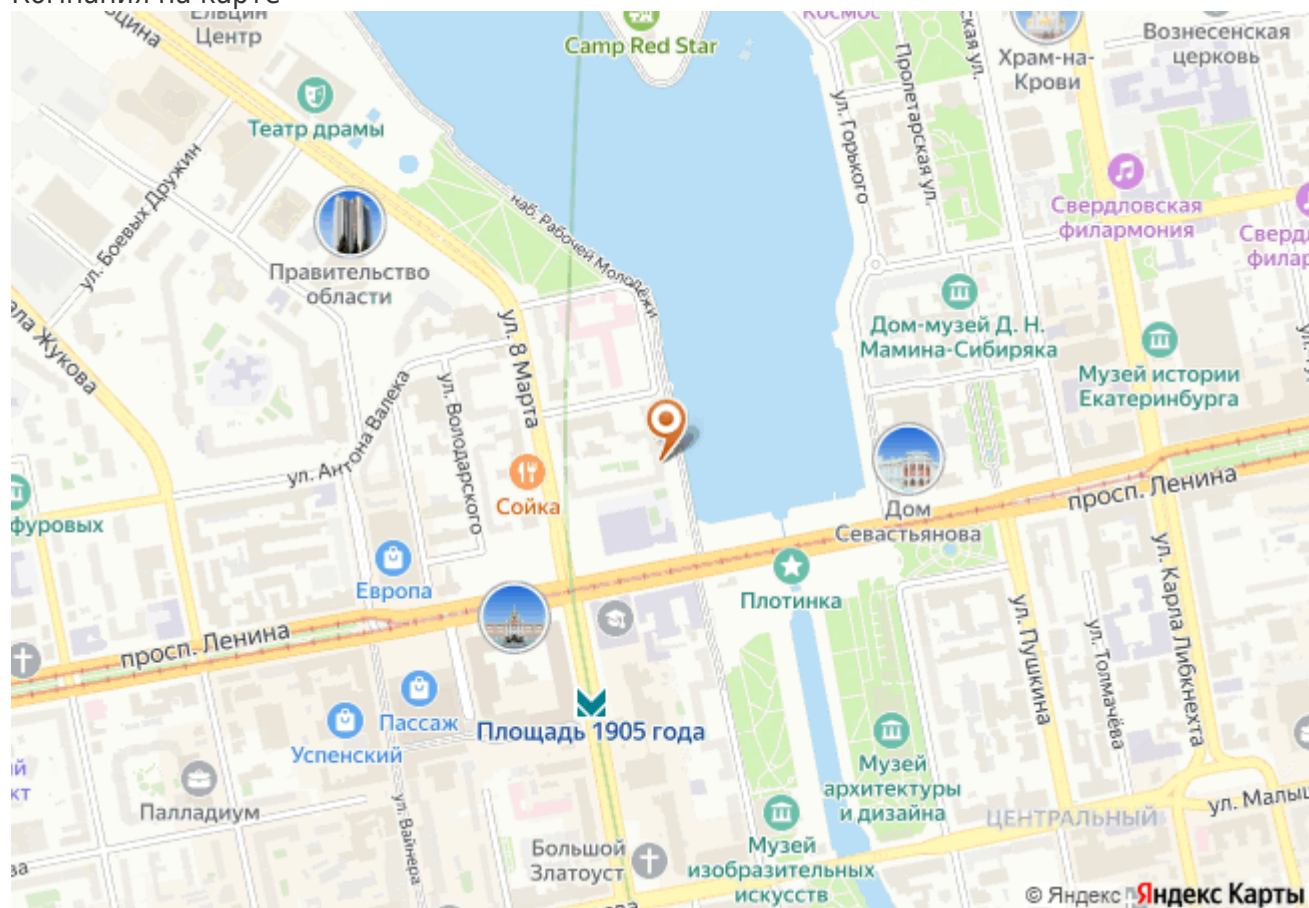 Компания на карте
Ельцин
Центр
Camp Red Star
Космос
Вознесенская
церковь
Храм-на-
Крови
Театр драмы
ул. Боевых Дружин
Пролетарская ул.
ул. Горького
наб. Рабочей Молодёжи
Свердловская
филармония
Правительство
области
Дом-музей Д. Н.
Мамина-Сибиряка
Музей истории
Екатеринбурга
ул. 8 Марта
ул. Антона Валека
ул. Володарского
Сойка
просп. Ленина
Дом
Севастьянова
Европа
Плотинка
просп. Ленина
ул. Пушкина
ул. Толмачёва
ул. Карла Либкнехта
Пассаж
Площадь 1905 года
Успенский
Палладиум
ул. Вайнера
Музей
архитектуры
и дизайна
ЦЕНТРАЛЬНЫЙ
Большой
Златоуст
Музей
изобразительных
искусств
© Яндекс
Яндекс Карты